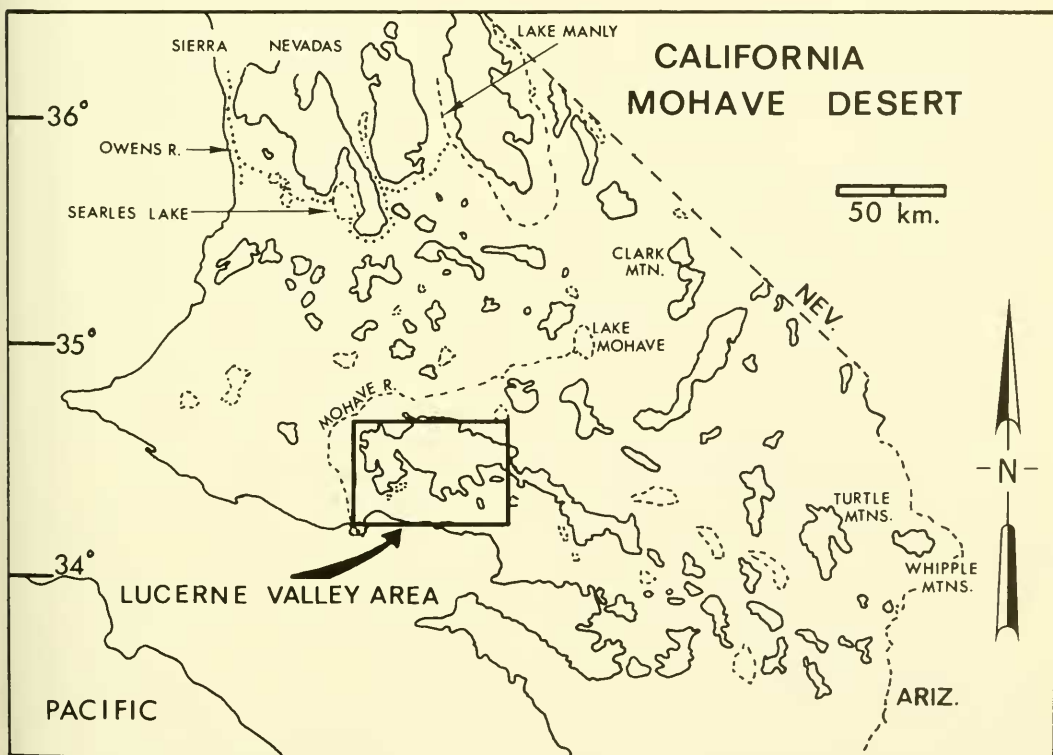 SIERRA NEVADAS
LAKE MANLY
CALIFORNIA
MOHAVE DESERT
36°
OWENS R.
SEARLES LAKE
50 km.
CLARK
MTN.
NEV.
35°
LAKE
MOHAVE
MOHAVE R.
-N-
TURTLE
MTNS.
WHIPPLE
MTNS.
34°
LUCERNE VALLEY AREA
PACIFIC
ARIZ.